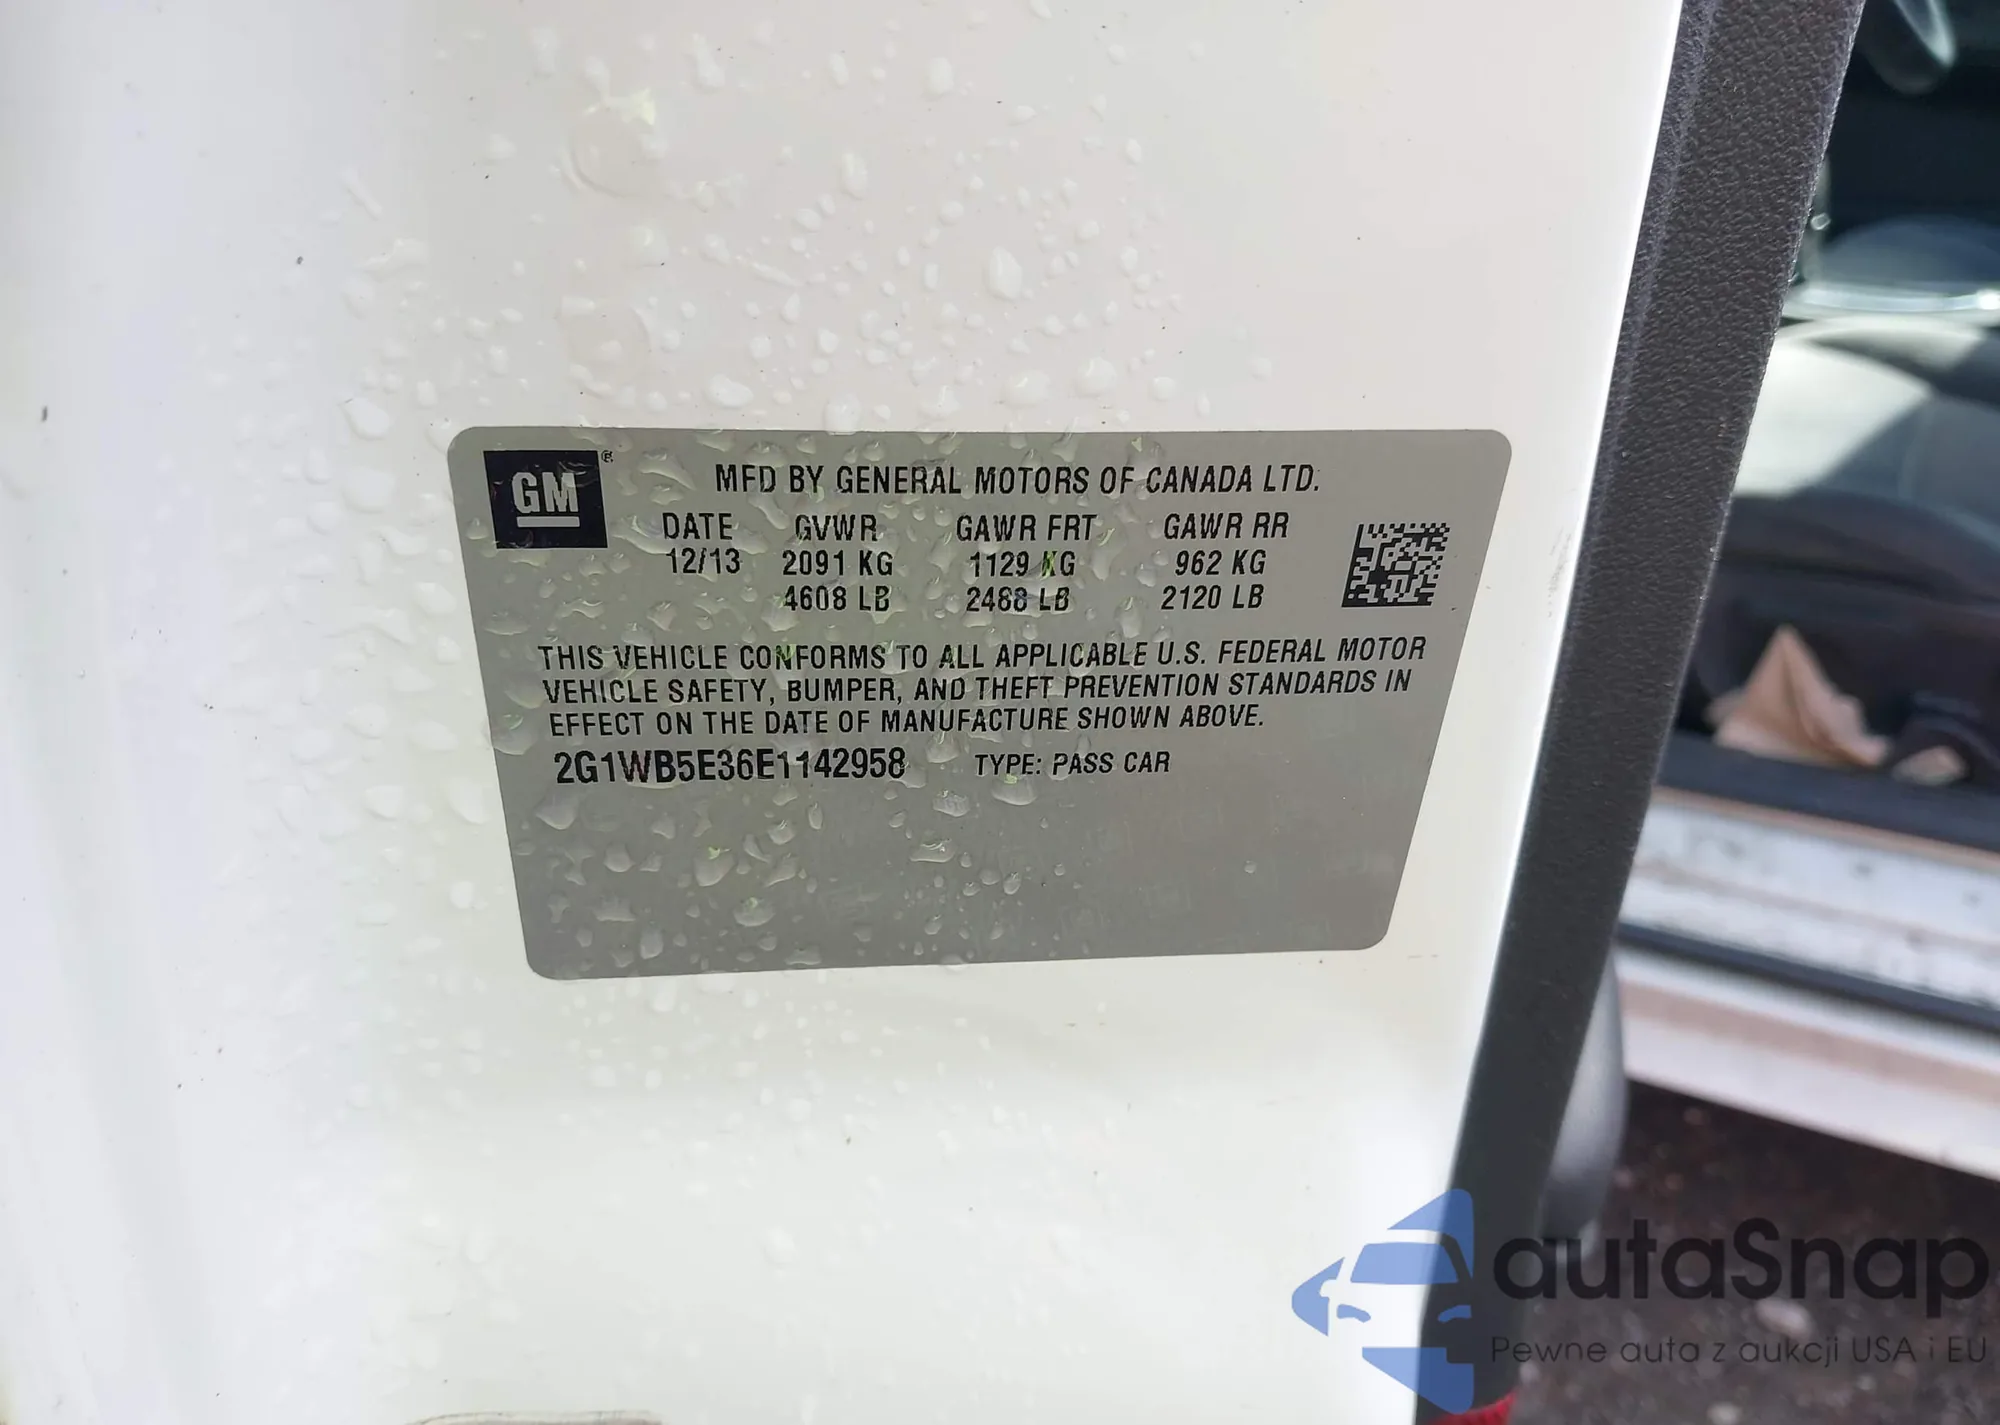 GM ®
MFD BY GENERAL MOTORS OF CANADA LTD.
DATE GVWR GAWR FRT GAWR RR
12/13 2091 KG 1129 KG 962 KG
4608 LB 2488 LB 2120 LB
THIS VEHICLE CONFORMS TO ALL APPLICABLE U.S. FEDERAL MOTOR
VEHICLE SAFETY, BUMPER, AND THEFT PREVENTION STANDARDS IN
EFFECT ON THE DATE OF MANUFACTURE SHOWN ABOVE.
2G1WB5E36E1142958 TYPE: PASS CAR
autaSnap
Pewne auta z aukcji USA i EU